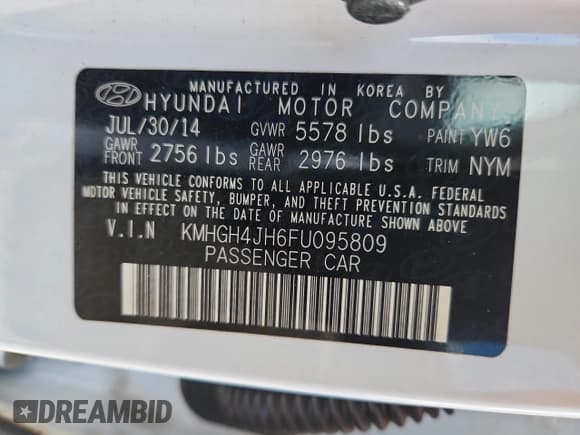 MANUFACTURED IN KOREA BY
HYUNDAI MOTOR COMPANY
JUL/30/14 GVWR 5578 lbs PAINT YW6
GAWR FRONT 2756 lbs GAWR REAR 2976 lbs TRIM NYM
THIS VEHICLE CONFORMS TO ALL APPLICABLE U.S.A. FEDERAL
MOTOR VEHICLE SAFETY, BUMPER, AND THEFT PREVENTION STANDARDS
IN EFFECT ON THE DATE OF MANUFACTURE SHOWN ABOVE
V.I.N KMHGH4JH6FU095809
PASSENGER CAR
DREAMBID